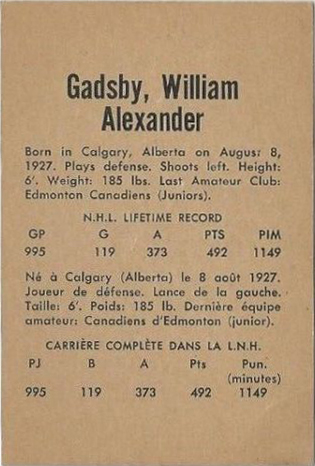 Gadsby, William
Alexander
Born in Calgary, Alberta on August 8,
1927. Plays defense. Shoots left. Height:
6'. Weight: 185 lbs. Last Amateur Club:
Edmonton Canadiens (Juniors).
N.H.L. LIFETIME RECORD
GP G A PTS PIM
995 119 373 492 1149
Né à Calgary (Alberta) le 8 août 1927.
Joueur de défense. Lance de la gauche.
Taille: 6'. Poids: 185 lb. Dernière équipe
amateur: Canadiens d'Edmonton (junior).
CARRIÈRE COMPLÈTE DANS LA L.N.H.
PJ B A Pts Pun.
(minutes)
995 119 373 492 1149